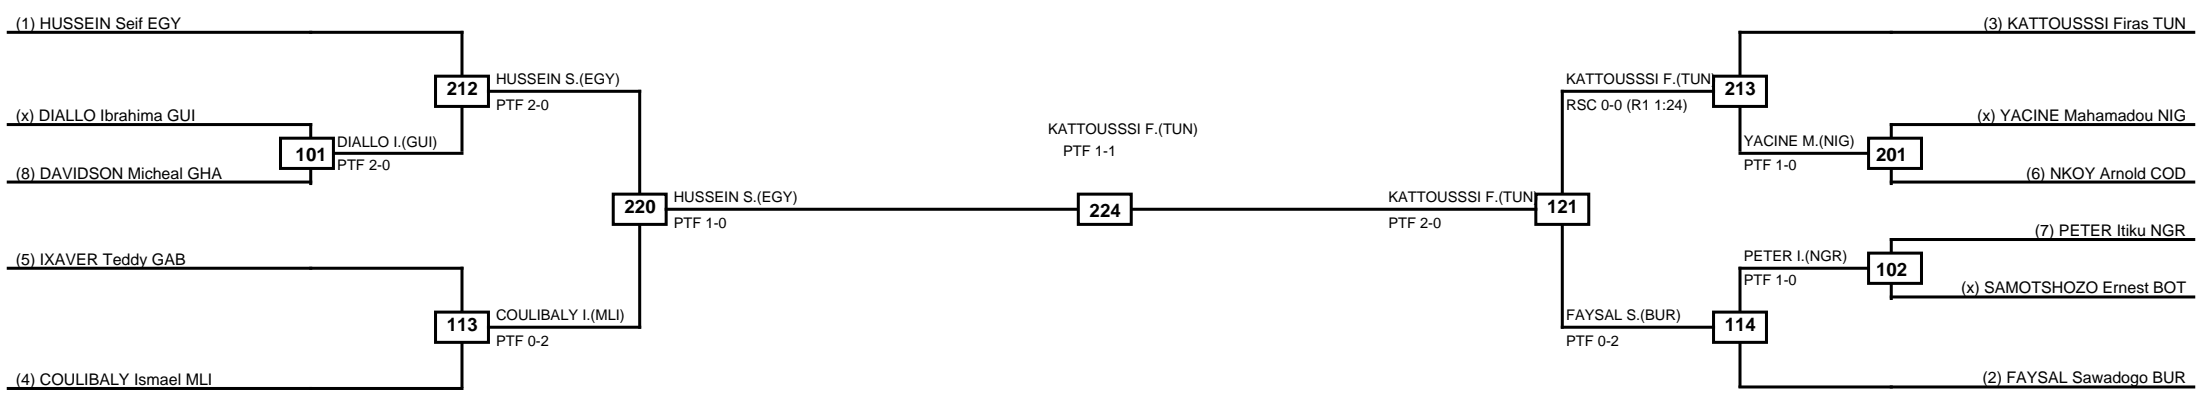 (1) HUSSEIN Seif EGY
(3) KATTOUSSSI Firas TUN
212
HUSSEIN S.(EGY)
PTF 2-0
KATTOUSSSI F.(TUN)
RSC 0-0 (R1 1:24)
213
(x) DIALLO Ibrahima GUI
(x) YACINE Mahamadou NIG
101
DIALLO I.(GUI)
PTF 2-0
KATTOUSSSI F.(TUN)
PTF 1-1
YACINE M.(NIG)
PTF 1-0
201
(8) DAVIDSON Micheal GHA
(6) NKOY Arnold COD
220
HUSSEIN S.(EGY)
PTF 1-0
224
KATTOUSSSI F.(TUN
PTF 2-0
121
(7) PETER Itiku NGR
(5) IXAVER Teddy GAB
PETER I.(NGR)
PTF 1-0
102
(x) SAMOTSHOZO Ernest BOT
113
COULIBALY I.(MLI)
PTF 0-2
FAYSAL S.(BUR)
PTF 0-2
114
(4) COULIBALY Ismael MLI
(2) FAYSAL Sawadogo BUR